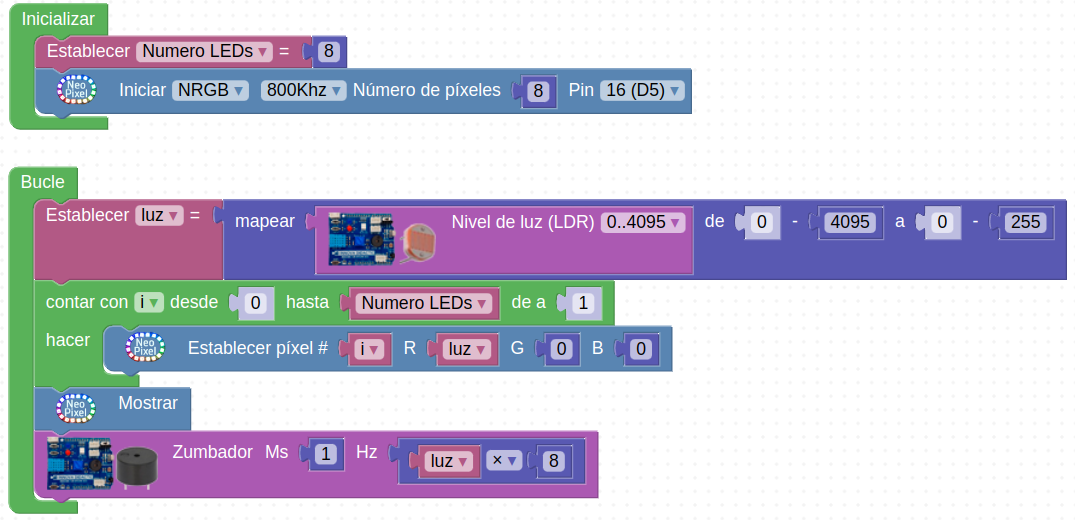 Inicializar
Establecer Numero LEDs = 8
Neo Pixel Iniciar NRGB 800Khz Número de píxeles 8 Pin 16 (D5)
Bucle
Establecer luz = mapear Nivel de luz (LDR) 0..4095 de 0 - 4095 a 0 - 255
contar con i desde 0 hasta Numero LEDs de a 1
hacer Neo Pixel Establecer píxel # i R luz G 0 B 0
Neo Pixel Mostrar
Zumbador Ms 1 Hz luz × 8